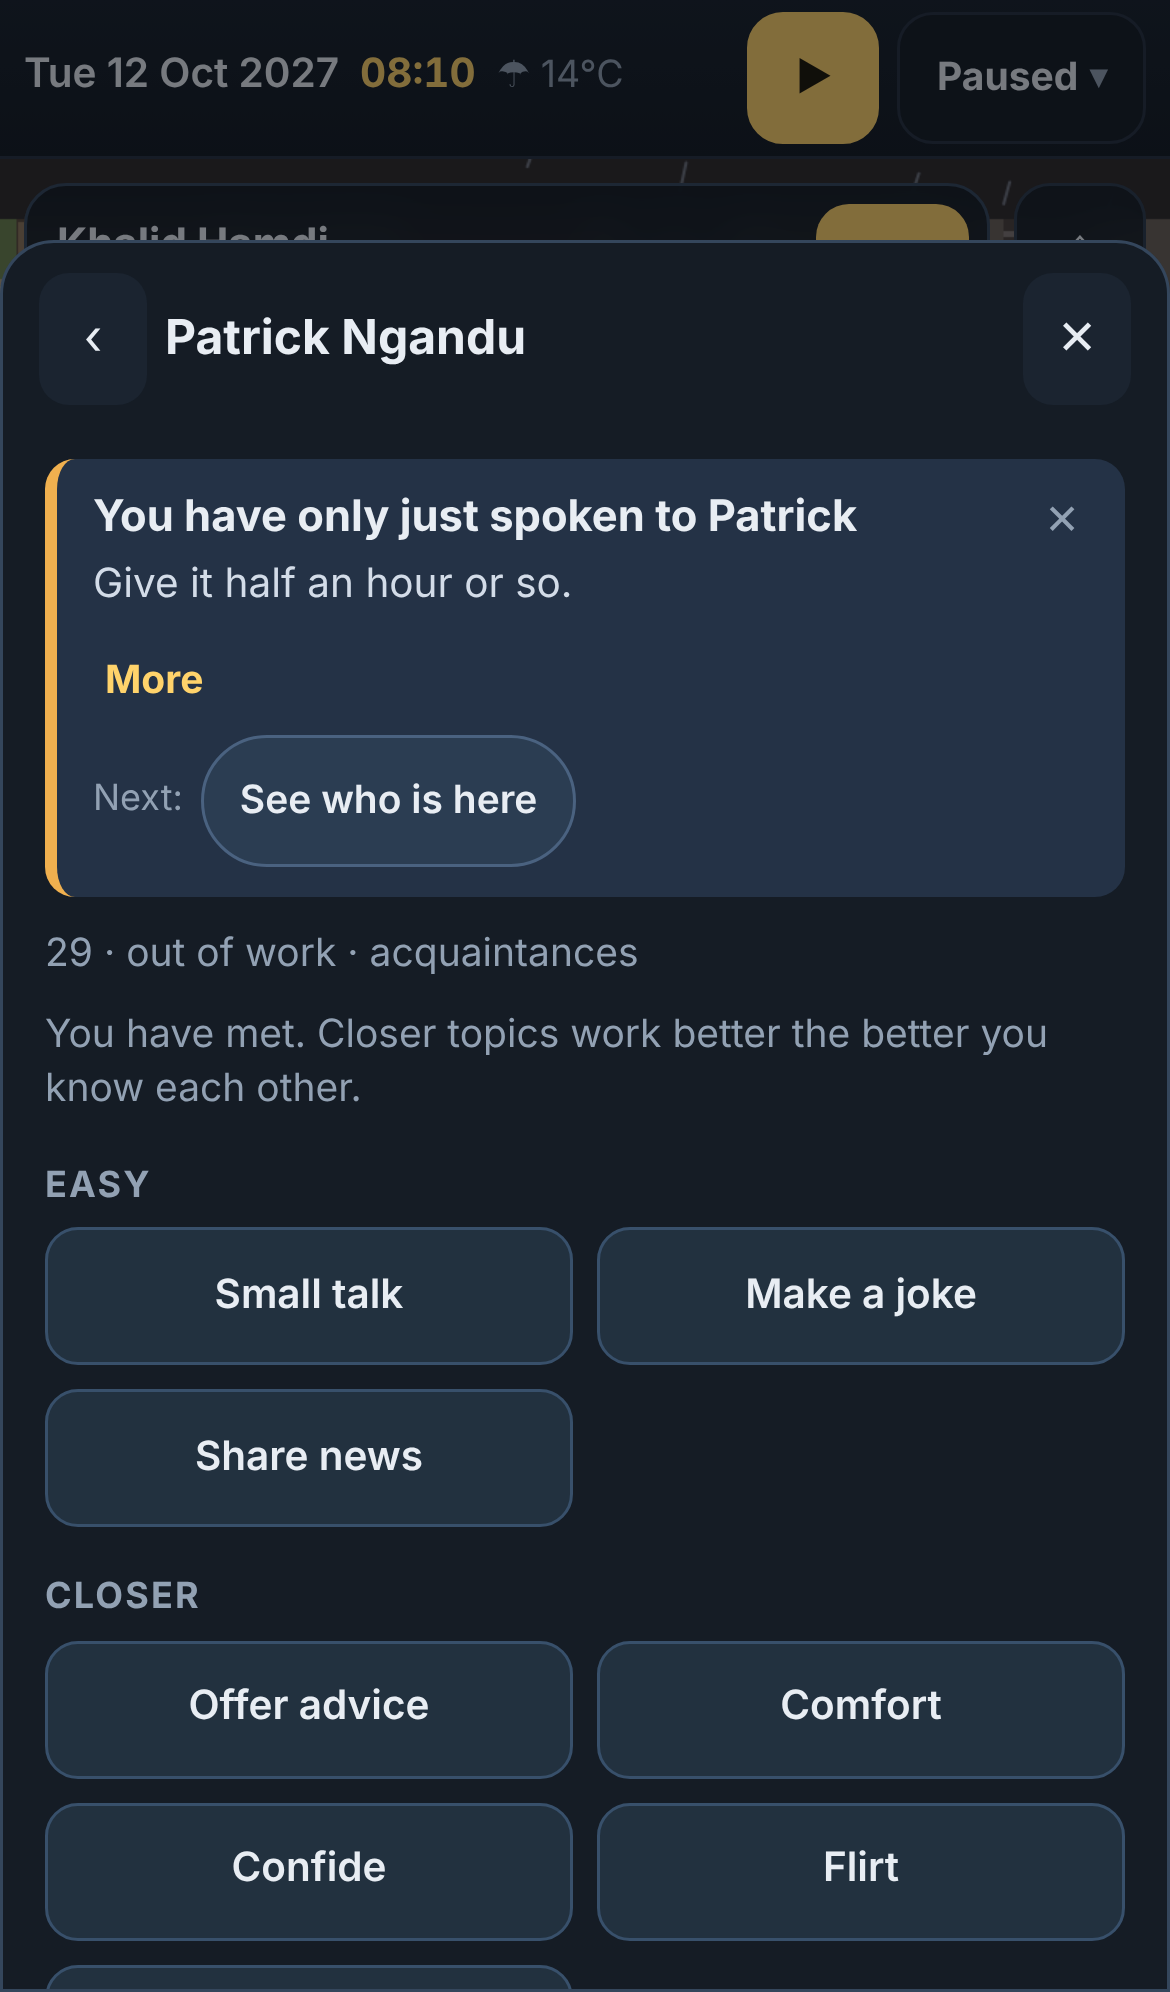 Tue 12 Oct 2027 08:10 14°C
Paused
Khalid Hamdi
Patrick Ngandu
You have only just spoken to Patrick
Give it half an hour or so.
More
Next: See who is here
29 · out of work · acquaintances
You have met. Closer topics work better the better you
know each other.
EASY
Small talk
Make a joke
Share news
CLOSER
Offer advice
Comfort
Confide
Flirt